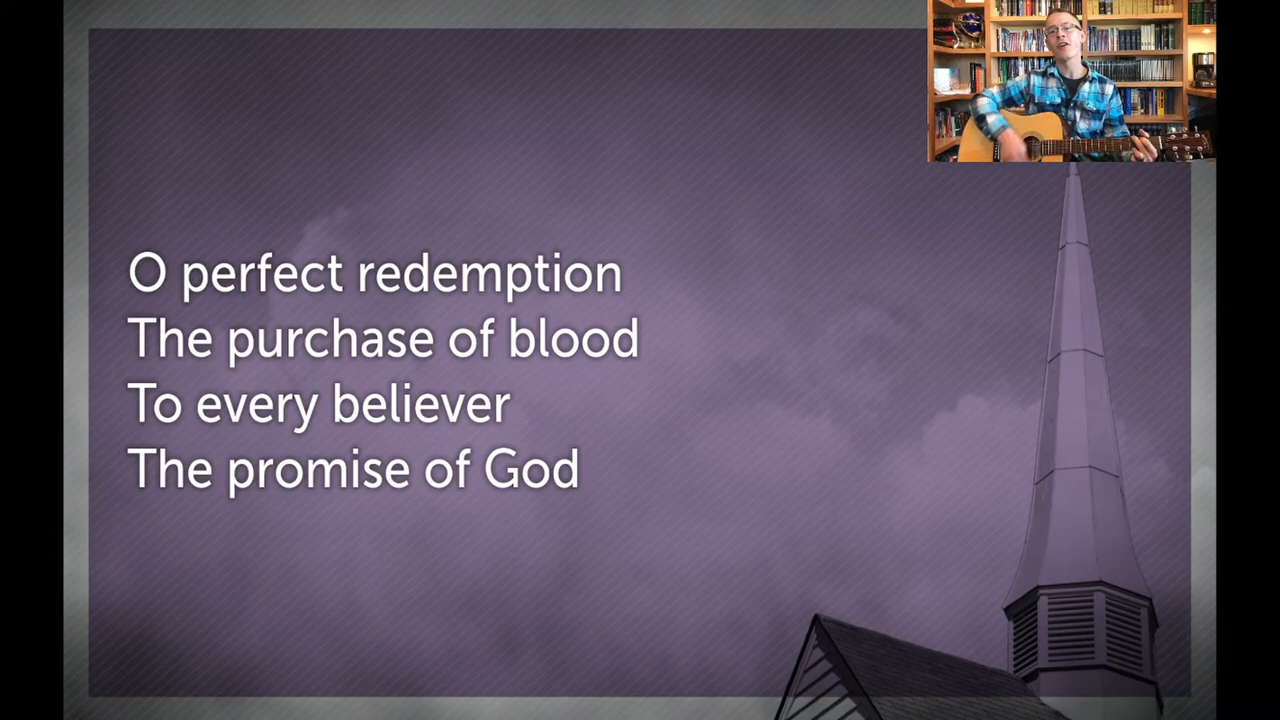 O perfect redemption
The purchase of blood
To every believer
The promise of God